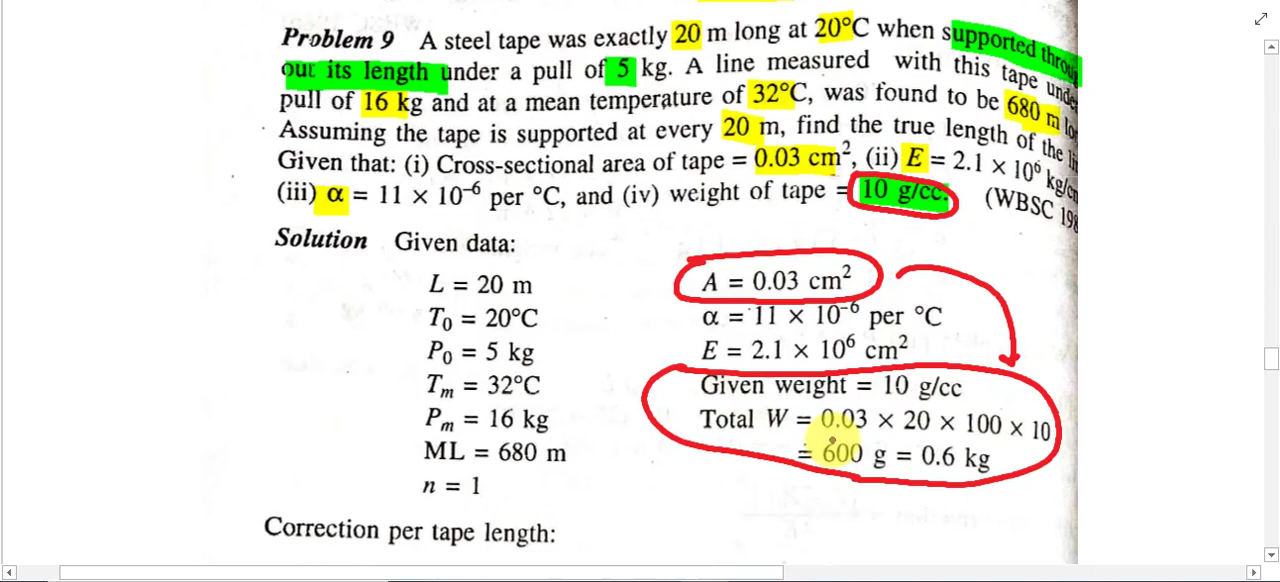 Problem 9 A steel tape was exactly 20 m long at 20°C when supported throu
out its length under a pull of 5 kg. A line measured with this tape under
pull of 16 kg and at a mean temperature of 32°C, was found to be 680 m lo
Assuming the tape is supported at every 20 m, find the true length of the li
Given that: (i) Cross-sectional area of tape = 0.03 cm², (ii) E = 2.1 × 10⁶ kg/cm
(iii) α = 11 × 10⁻⁶ per °C, and (iv) weight of tape = 10 g/cc. (WBSC 198
Solution Given data:
L = 20 m A = 0.03 cm²
T₀ = 20°C α = 11 × 10⁻⁶ per °C
P₀ = 5 kg E = 2.1 × 10⁶ cm²
Tₘ = 32°C Given weight = 10 g/cc
Pₘ = 16 kg Total W = 0.03 × 20 × 100 × 10
ML = 680 m = 600 g = 0.6 kg
n = 1
Correction per tape length: